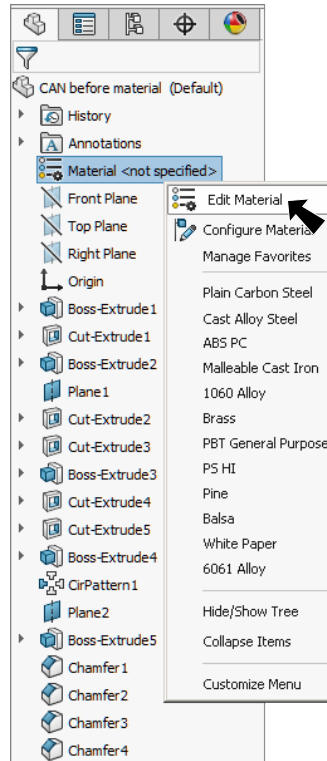 CAN before material (Default)
History
Annotations
Material <not specified>
Front Plane
Top Plane
Right Plane
Origin
Boss-Extrude1
Cut-Extrude1
Boss-Extrude2
Plane1
Cut-Extrude2
Cut-Extrude3
Boss-Extrude3
Cut-Extrude4
Cut-Extrude5
Boss-Extrude4
CirPattern1
Plane2
Boss-Extrude5
Chamfer1
Chamfer2
Chamfer3
Chamfer4
Edit Material
Configure Material
Manage Favorites
Plain Carbon Steel
Cast Alloy Steel
ABS PC
Malleable Cast Iron
1060 Alloy
Brass
PBT General Purpose
PS HI
Pine
Balsa
White Paper
6061 Alloy
Hide/Show Tree
Collapse Items
Customize Menu